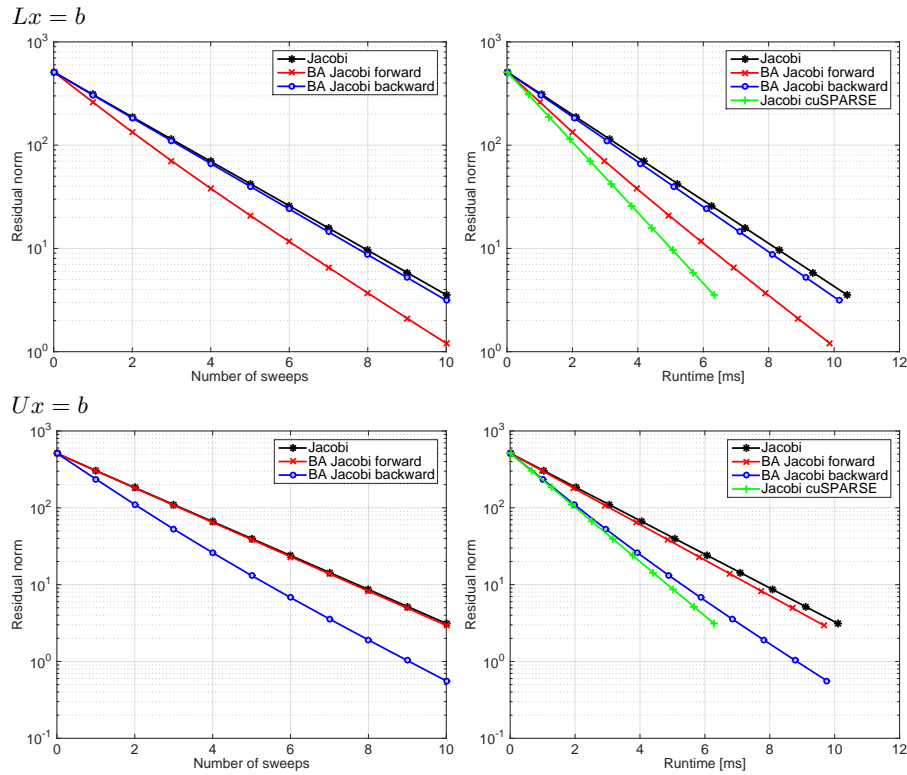 Lx = b
10^3
10^2
10^1
10^0
Residual norm
0 2 4 6 8 10
Number of sweeps
Jacobi
BA Jacobi forward
BA Jacobi backward
10^3
10^2
10^1
10^0
Residual norm
0 2 4 6 8 10 12
Runtime [ms]
Jacobi
BA Jacobi forward
BA Jacobi backward
Jacobi cuSPARSE
Ux = b
10^3
10^2
10^1
10^0
10^-1
Residual norm
0 2 4 6 8 10
Number of sweeps
Jacobi
BA Jacobi forward
BA Jacobi backward
10^3
10^2
10^1
10^0
10^-1
Residual norm
0 2 4 6 8 10 12
Runtime [ms]
Jacobi
BA Jacobi forward
BA Jacobi backward
Jacobi cuSPARSE